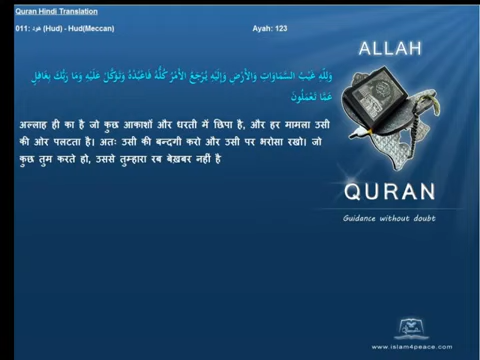 Quran Hindi Translation
011: هود (Hud) - Hud(Meccan)
Ayah: 123
ALLAH
وَلِلّهِ غَيْبُ السَّمَاوَاتِ وَالأَرْضِ وَإِلَيْهِ يُرْجَعُ الأَمْرُ كُلُّهُ فَاعْبُدْهُ وَتَوَكَّلْ عَلَيْهِ وَمَا رَبُّكَ بِغَافِلٍ
عَمَّا تَعْمَلُونَ
अल्लाह ही का है जो कुछ आकाशों और धरती में छिपा है, और हर मामला उसी
की ओर पलटता है। अतः उसी की बन्दगी करो और उसी पर भरोसा रखो। जो
कुछ तुम करते हो, उससे तुम्हारा रब बेख़बर नही है
QURAN
Guidance without doubt
www.islam4peace.com